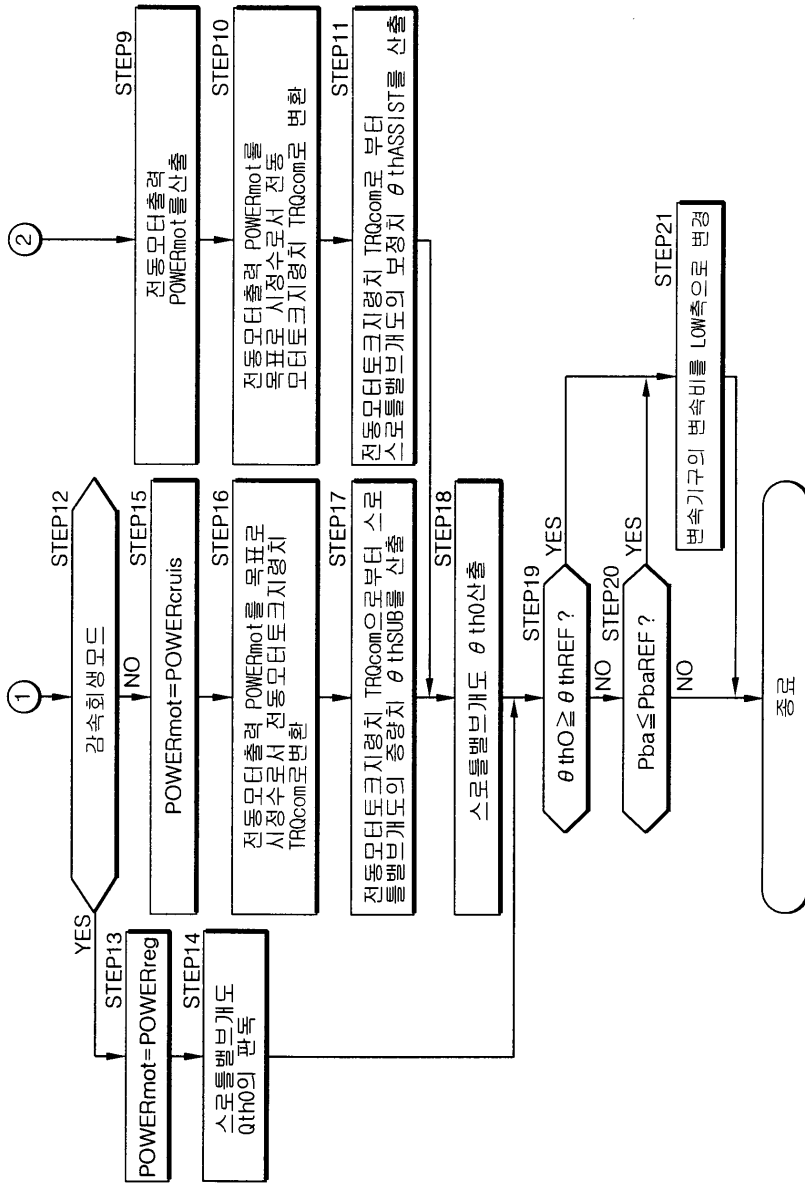 1
STEP12
감속회생모드
YES
NO
STEP13
POWERmot=POWERreg
STEP14
스로틀밸브개도
Qth0의 판독
STEP15
POWERmot=POWERcruis
STEP16
전동모터출력 POWERmot를 목표로
시정수로서 전동모터토크지령치
TRQcom로변환
STEP17
전동모터토크지령치 TRQcom으로부터 스로
틀밸브개도의 증량치 θthSUB를 산출
2
STEP9
전동모터출력
POWERmot를산출
STEP10
전동모터출력 POWERmot를
목표로 시정수로서 전동
모터토크지령치 TRQcom로 변환
STEP11
전동모터토크지령치 TRQcom로 부터
스로틀밸브개도의 보정치 θthASSIST를 산출
STEP18
스로틀밸브개도 θth0산출
STEP19
θthO≧θthREF?
YES
NO
STEP20
Pba≦PbaREF?
YES
NO
STEP21
변속기구의 변속비를 LOW측으로 변경
종료